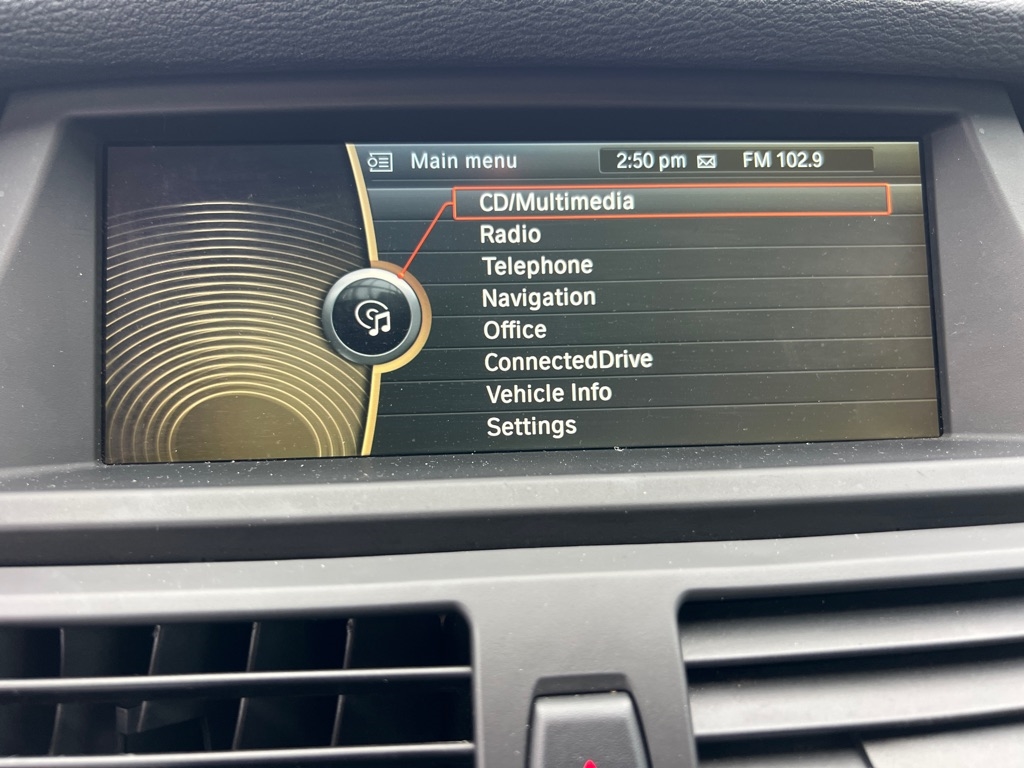 Main menu 2:50 pm FM 102.9
CD/Multimedia
Radio
Telephone
Navigation
Office
ConnectedDrive
Vehicle Info
Settings